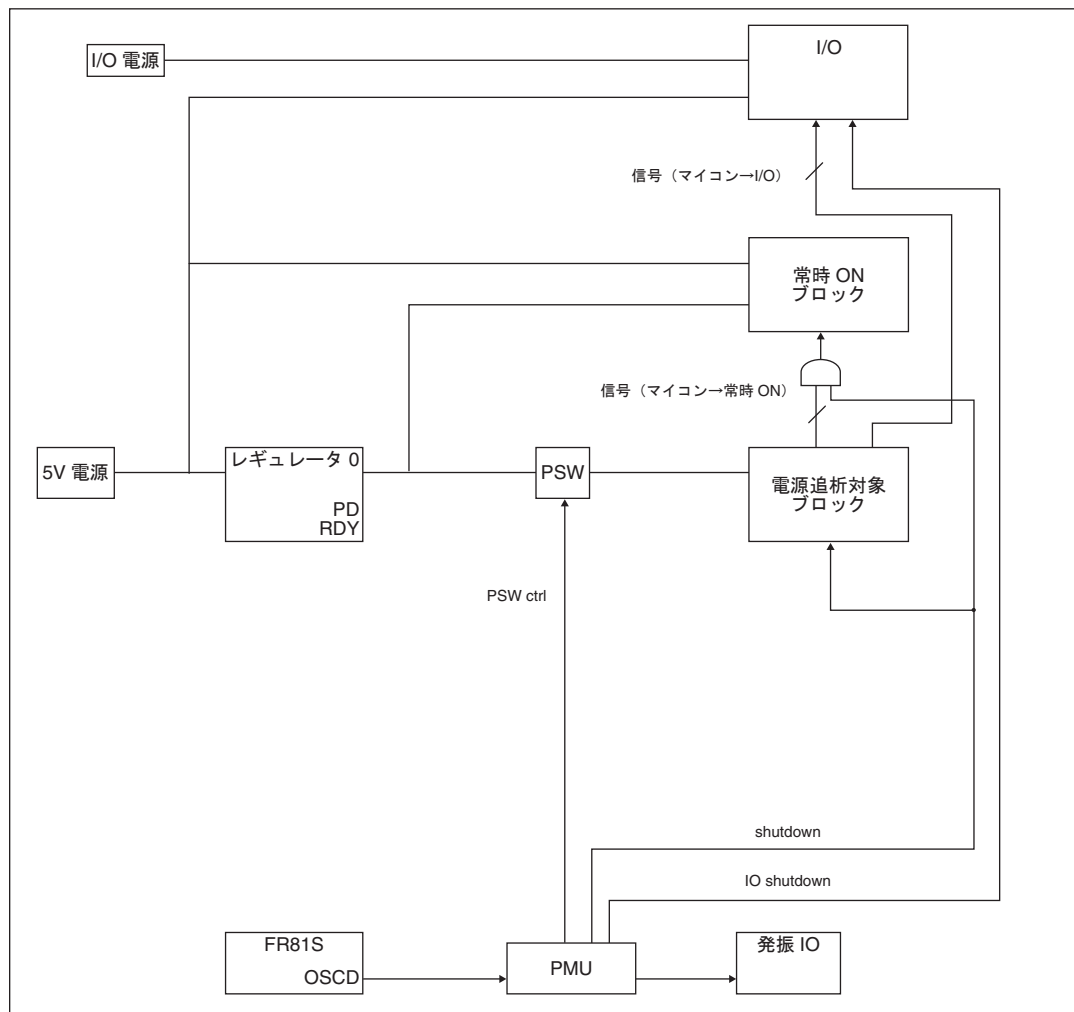 I/O 電源
I/O
信号（マイコン→I/O）
常時 ON
ブロック
信号（マイコン→常時 ON）
5V 電源
レギュレータ 0
PD
RDY
PSW
電源追析対象
ブロック
PSW ctrl
shutdown
IO shutdown
FR81S
OSCD
PMU
発振 IO